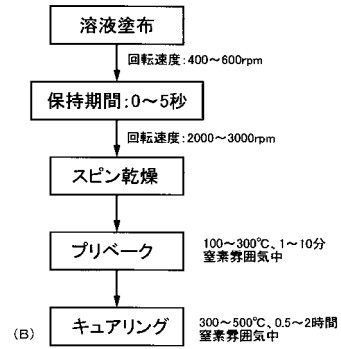 溶液塗布
回転速度:400～600rpm
保持期間:0～5秒
回転速度:2000～3000rpm
スピン乾燥
プリベーク
100～300℃、1～10分
窒素雰囲気中
キュアリング
300～500℃、0.5～2時間
窒素雰囲気中
(B)